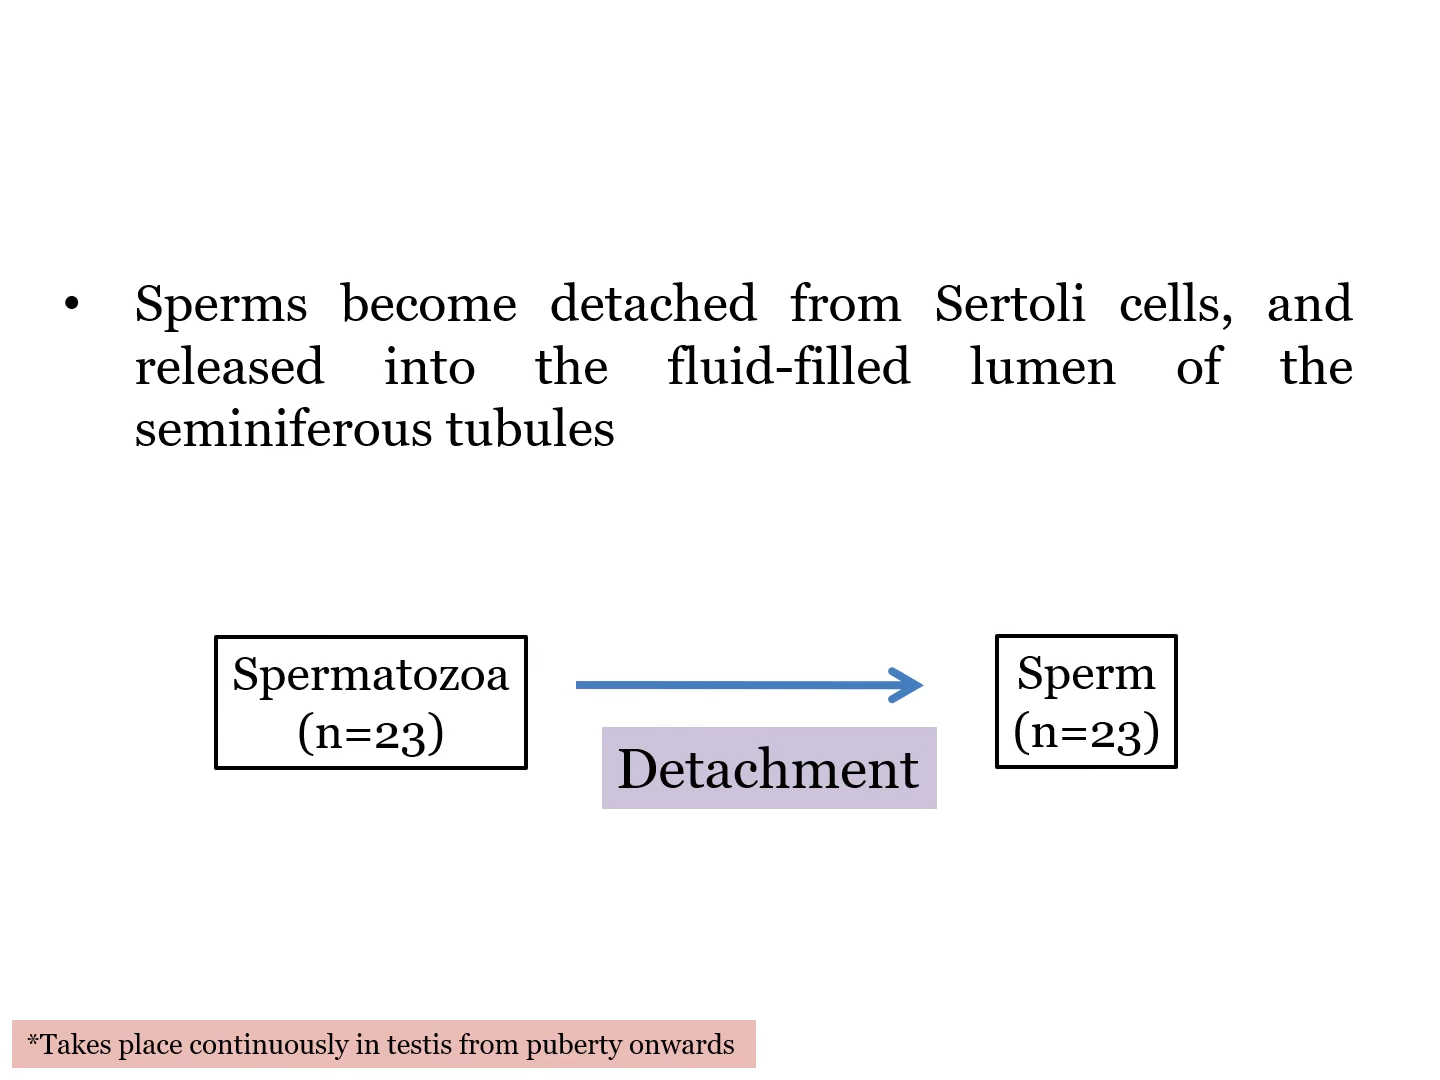 • Sperms become detached from Sertoli cells, and
released into the fluid-filled lumen of the
seminiferous tubules
Spermatozoa
(n=23)
Detachment
Sperm
(n=23)
*Takes place continuously in testis from puberty onwards